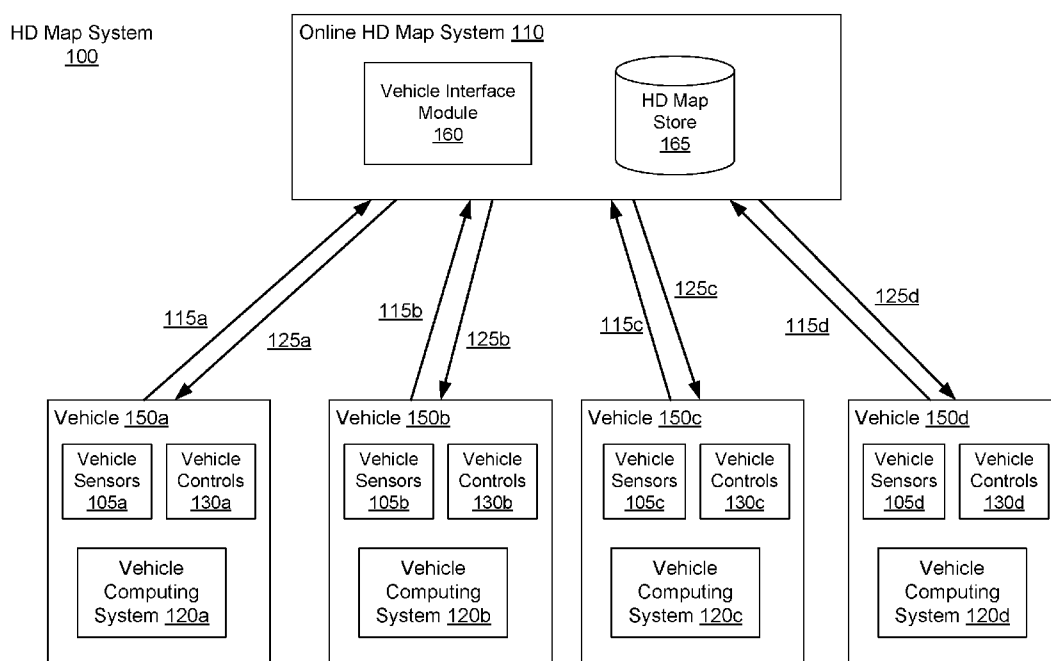 HD Map System
100
Online HD Map System 110
Vehicle Interface
Module
160
HD Map
Store
165
115a
125a
115b
125b
115c
125c
115d
125d
Vehicle 150a
Vehicle
Sensors
105a
Vehicle
Controls
130a
Vehicle
Computing
System 120a
Vehicle 150b
Vehicle
Sensors
105b
Vehicle
Controls
130b
Vehicle
Computing
System 120b
Vehicle 150c
Vehicle
Sensors
105c
Vehicle
Controls
130c
Vehicle
Computing
System 120c
Vehicle 150d
Vehicle
Sensors
105d
Vehicle
Controls
130d
Vehicle
Computing
System 120d